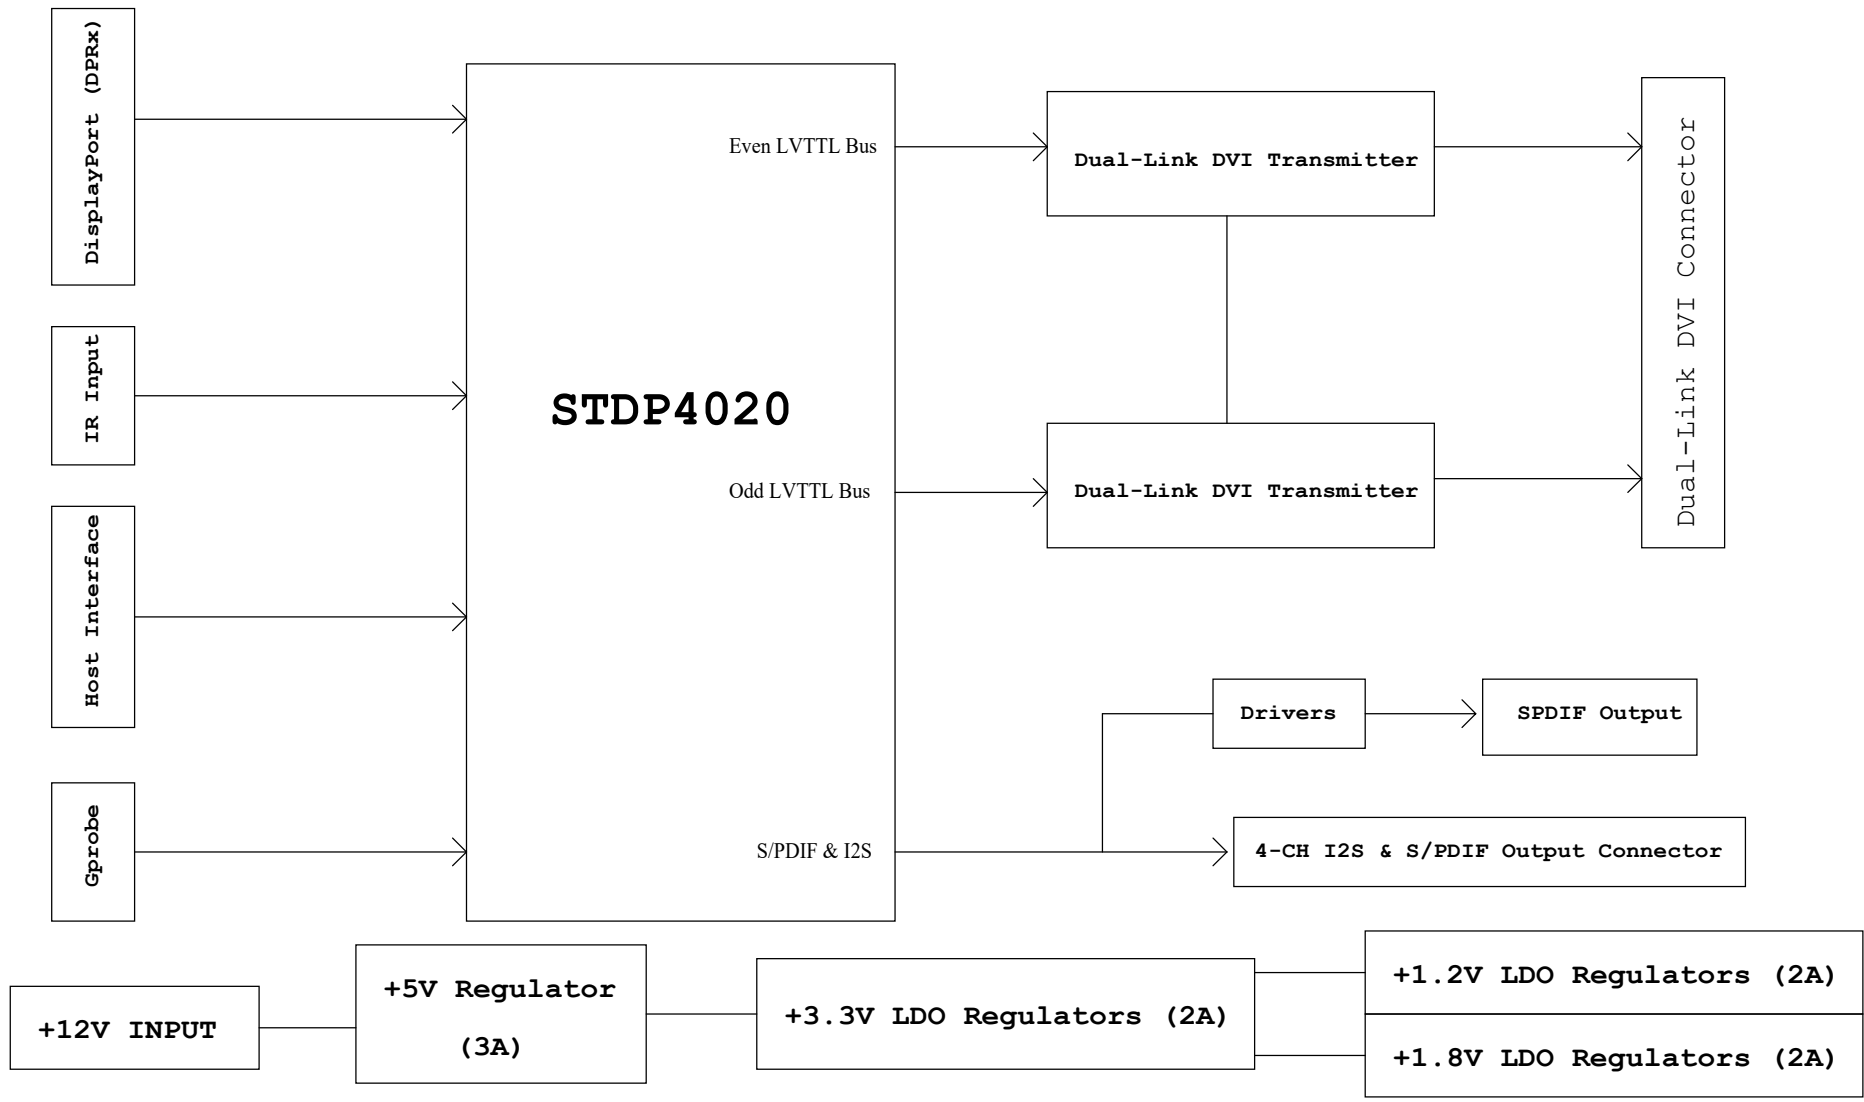 DisplayPort (DPRx)
IR Input
Host Interface
Gprobe
STDP4020
Even LVTTL Bus
Odd LVTTL Bus
S/PDIF & I2S
Dual-Link DVI Transmitter
Dual-Link DVI Transmitter
Dual-Link DVI Connector
Drivers
SPDIF Output
4-CH I2S & S/PDIF Output Connector
+12V INPUT
+5V Regulator
(3A)
+3.3V LDO Regulators (2A)
+1.2V LDO Regulators (2A)
+1.8V LDO Regulators (2A)